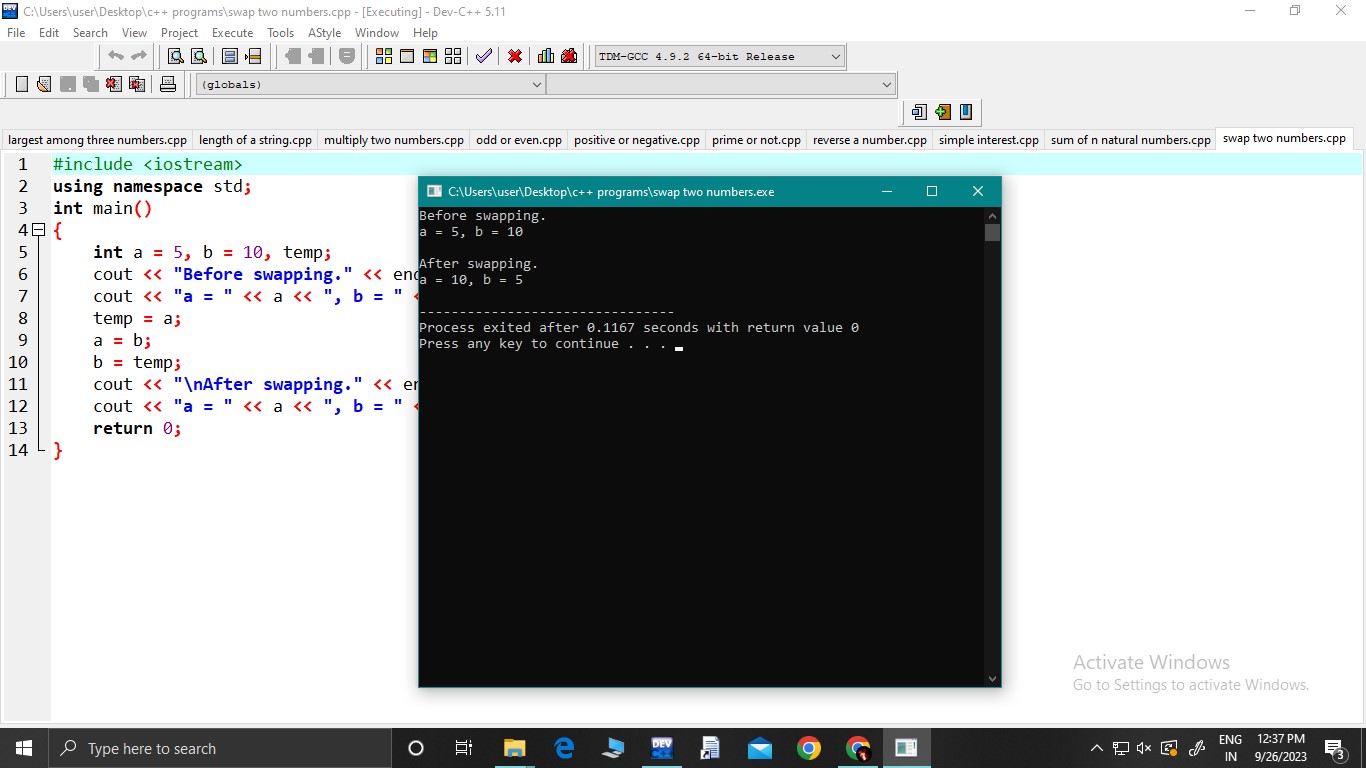 C:\Users\user\Desktop\c++ programs\swap two numbers.cpp - [Executing] - Dev-C++ 5.11
File Edit Search View Project Execute Tools AStyle Window Help
TDM-GCC 4.9.2 64-bit Release
(globals)
largest among three numbers.cpp length of a string.cpp multiply two numbers.cpp odd or even.cpp positive or negative.cpp prime or not.cpp reverse a number.cpp simple interest.cpp sum of n natural numbers.cpp swap two numbers.cpp
1 #include <iostream>
2 using namespace std;
3 int main()
4 {
5 int a = 5, b = 10, temp;
6 cout << "Before swapping." << end
7 cout << "a = " << a << ", b = " <
8 temp = a;
9 a = b;
10 b = temp;
11 cout << "\nAfter swapping." << en
12 cout << "a = " << a << ", b = " <
13 return 0;
14 }
C:\Users\user\Desktop\c++ programs\swap two numbers.exe
Before swapping.
a = 5, b = 10
After swapping.
a = 10, b = 5
--------------------------------
Process exited after 0.1167 seconds with return value 0
Press any key to continue . . .
Activate Windows
Go to Settings to activate Windows.
Type here to search
DEV
ENG
IN
12:37 PM
9/26/2023
3